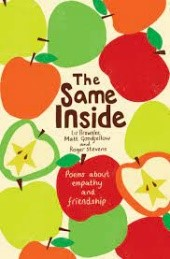 The
Same
Inside
Liz Brownlee,
Matt Goodfellow
and
Roger Stevens
Poems about
empathy
and
friendship